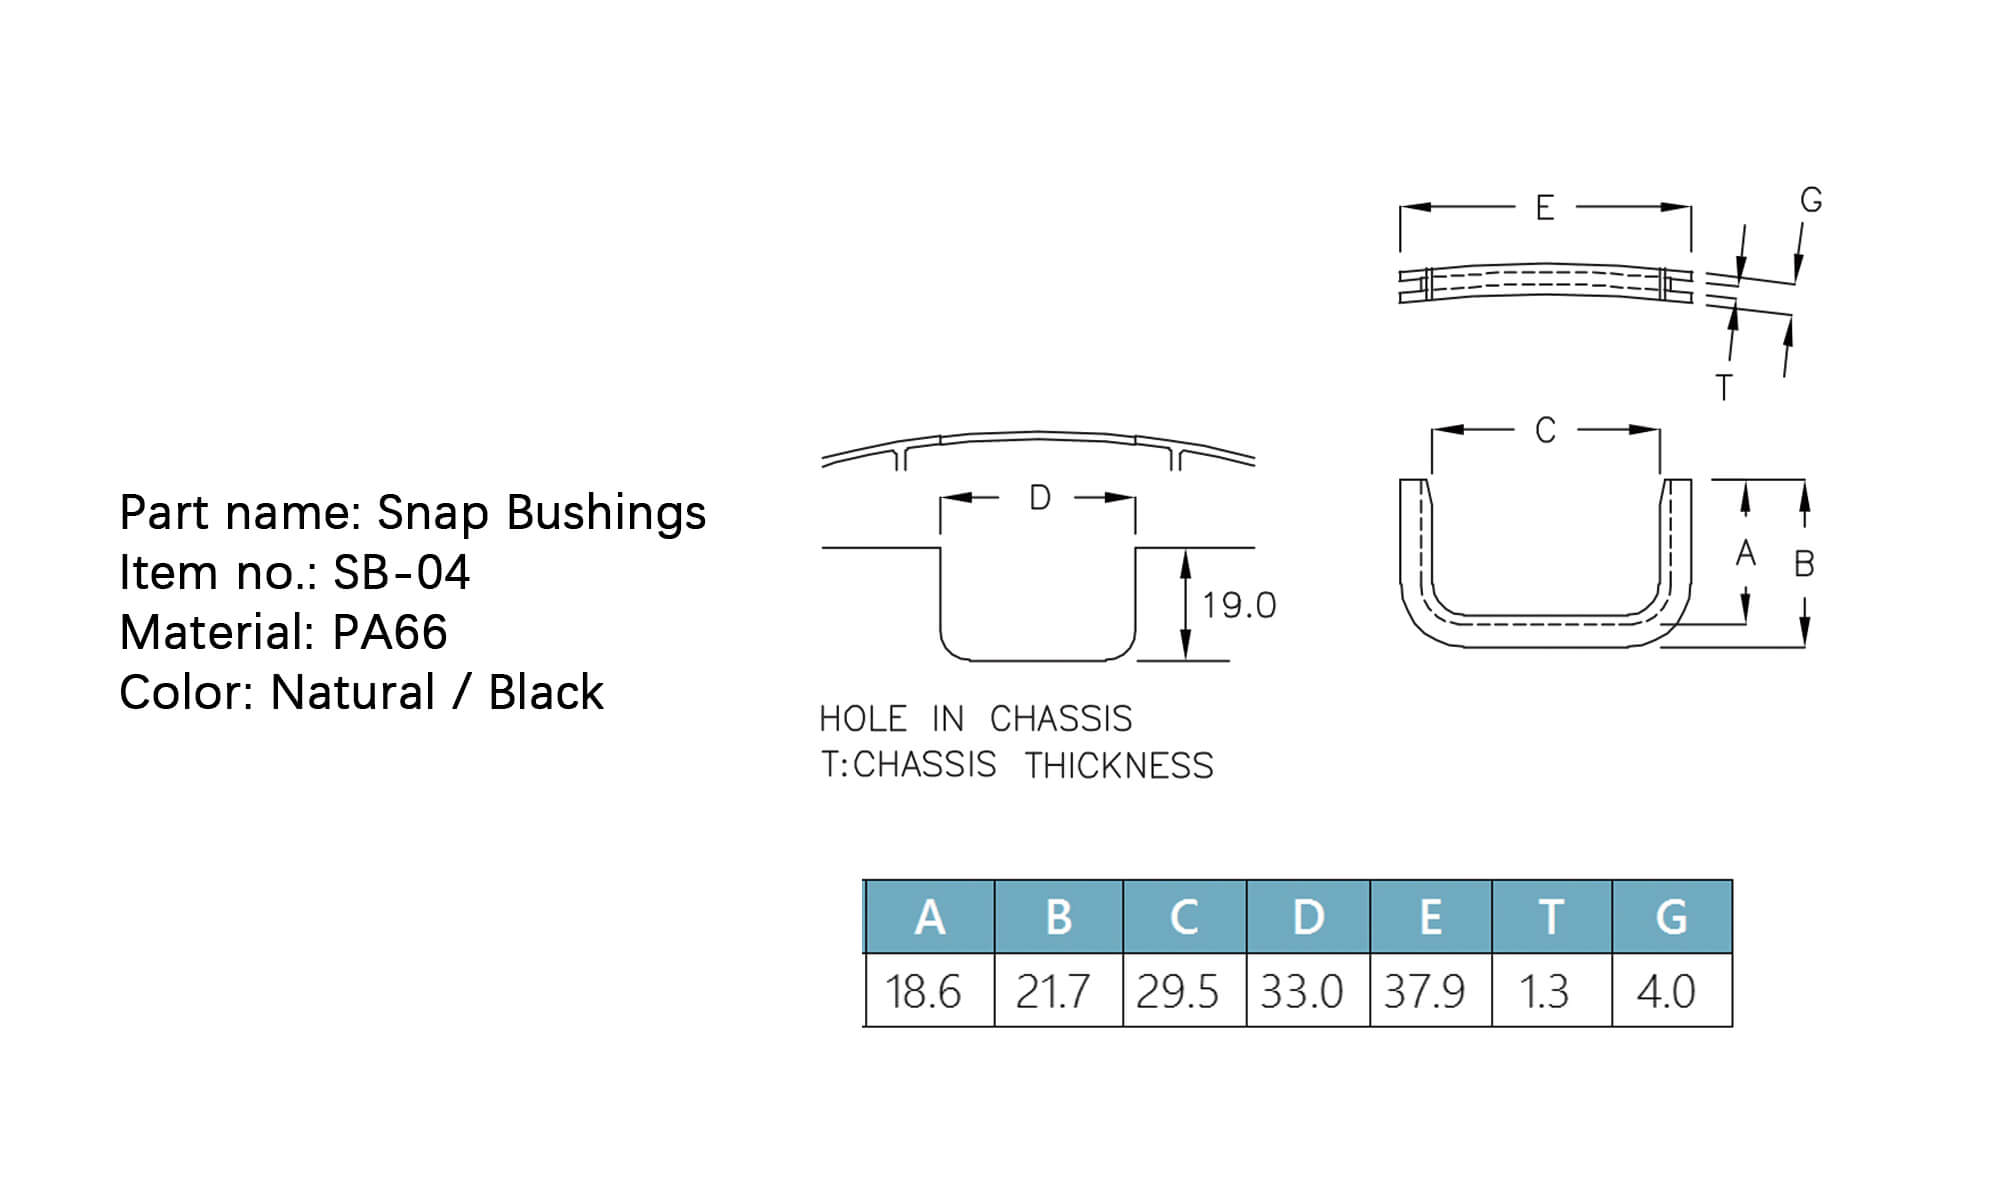 Part name: Snap Bushings
Item no.: SB-04
Material: PA66
Color: Natural / Black
E
G
T
C
A
B
D
19.0
HOLE IN CHASSIS
T:CHASSIS THICKNESS
A B C D E T G
18.6 21.7 29.5 33.0 37.9 1.3 4.0